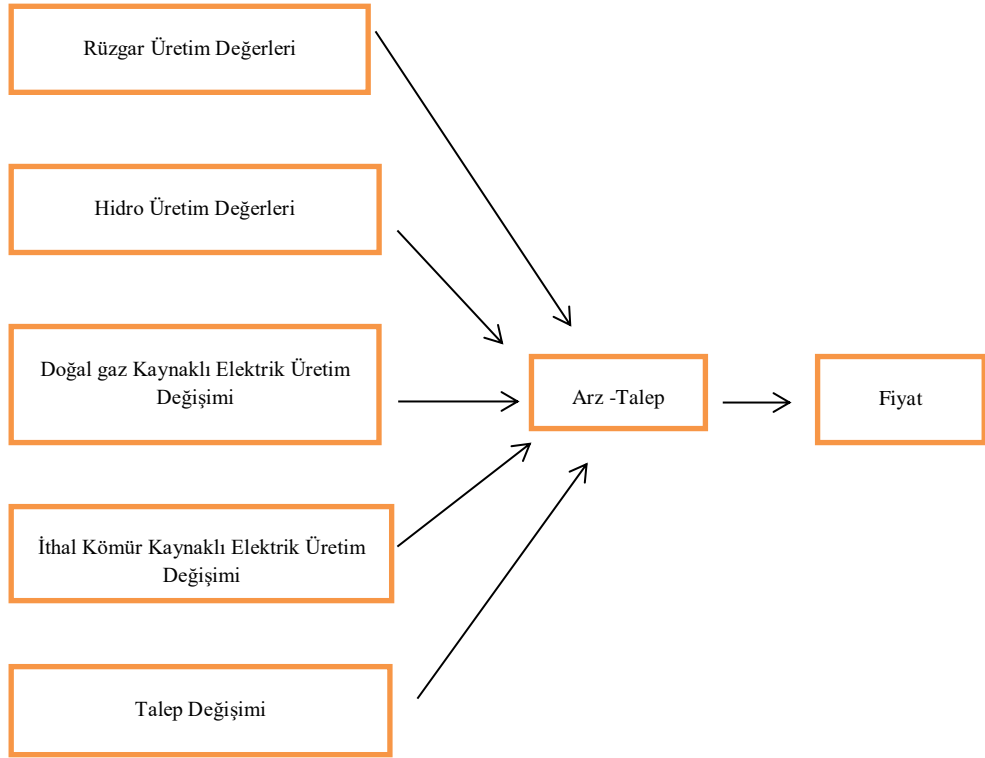 Rüzgar Üretim Değerleri
Hidro Üretim Değerleri
Doğal gaz Kaynaklı Elektrik Üretim
Değişimi
Arz -Talep
Fiyat
İthal Kömür Kaynaklı Elektrik Üretim
Değişimi
Talep Değişimi